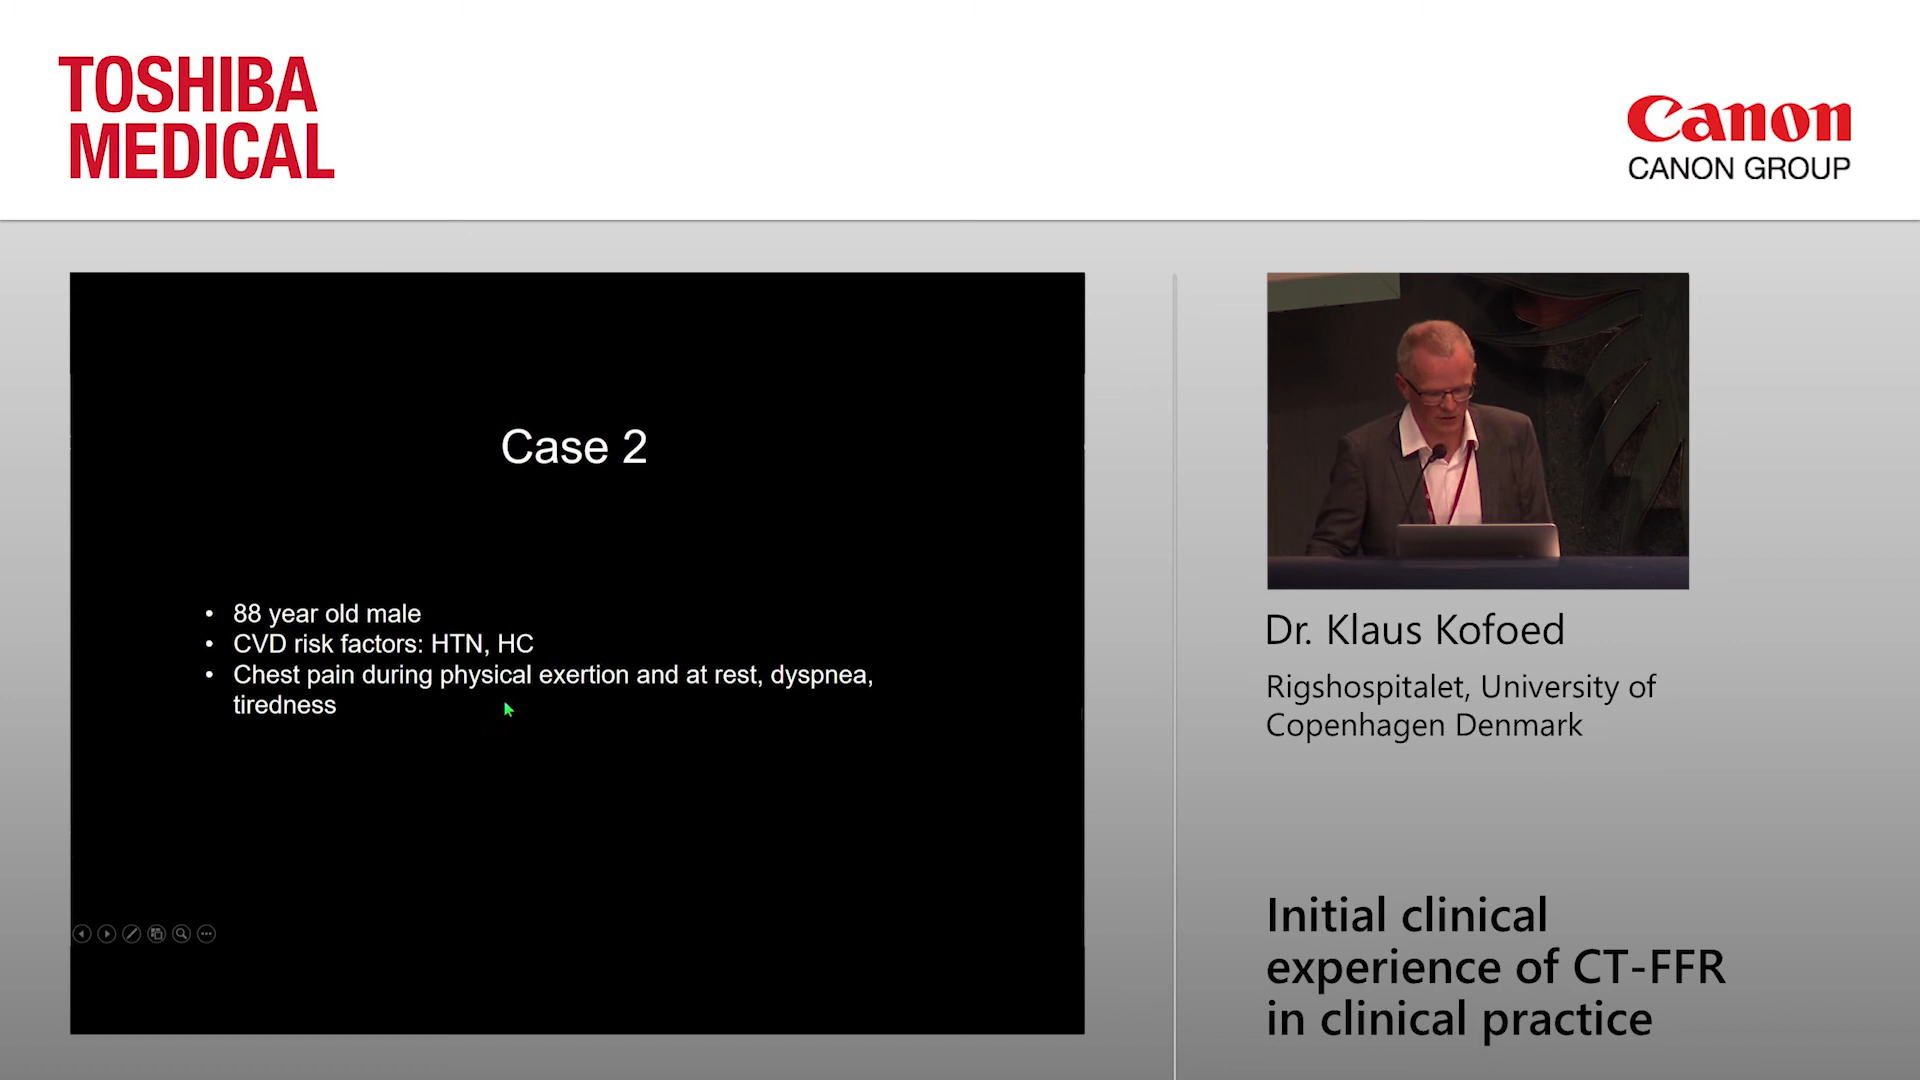 TOSHIBA
MEDICAL
Canon
CANON GROUP
Case 2
• 88 year old male
• CVD risk factors: HTN, HC
• Chest pain during physical exertion and at rest, dyspnea,
tiredness
Dr. Klaus Kofoed
Rigshospitalet, University of
Copenhagen Denmark
Initial clinical
experience of CT-FFR
in clinical practice